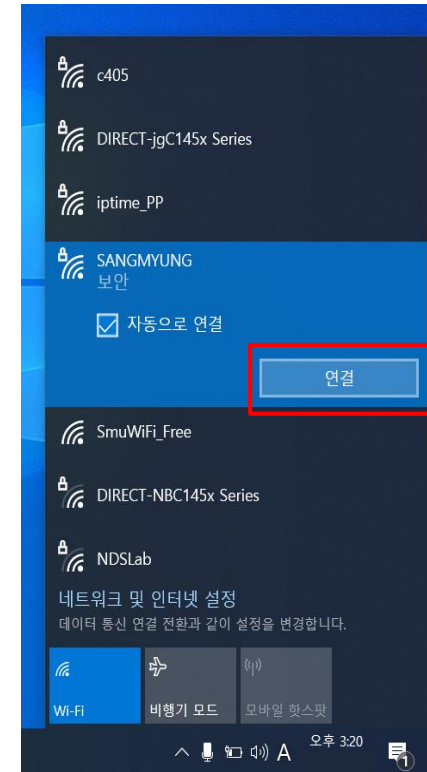 c405
DIRECT-jgC145x Series
iptime_PP
SANGMYUNG
보안
자동으로 연결
연결
SmuWiFi_Free
DIRECT-NBC145x Series
NDSLab
네트워크 및 인터넷 설정
데이터 통신 연결 전환과 같이 설정을 변경합니다.
Wi-Fi 비행기 모드 모바일 핫스팟
A 오후 3:20 1